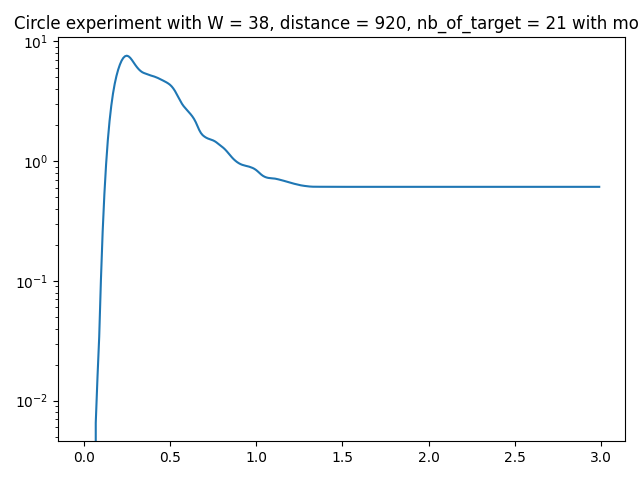 Circle experiment with W = 38, distance = 920, nb_of_target = 21 with mo
10¹
10⁰
10⁻¹
10⁻²
0.0 0.5 1.0 1.5 2.0 2.5 3.0